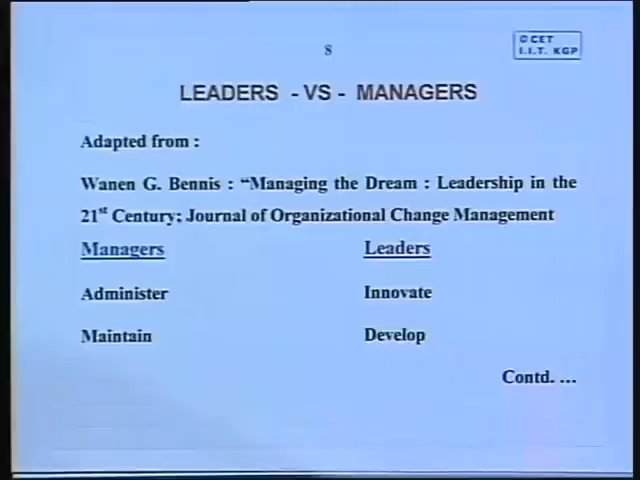 8
© CET
I.I.T. KGP
LEADERS - VS - MANAGERS
Adapted from :
Wanen G. Bennis : “Managing the Dream : Leadership in the
21st Century: Journal of Organizational Change Management
Managers Leaders
Administer Innovate
Maintain Develop
Contd. ...